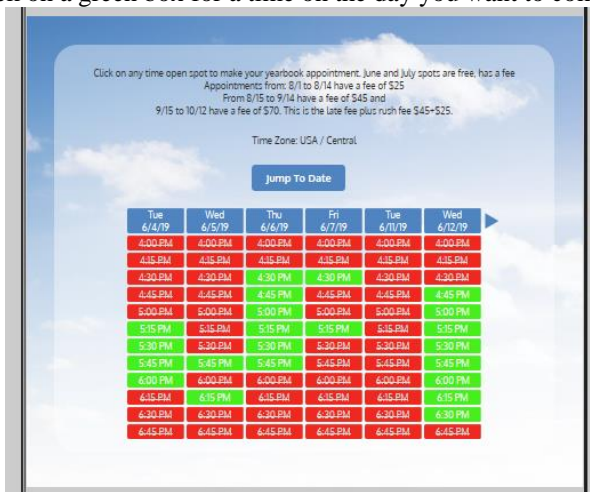 on a green box for a time on the day you want to
Click on any time open spot to make your yearbook appointment. June and July spots are free, has a fee
Appointments from: 8/1 to 8/14 have a fee of $25
From 8/15 to 9/14 have a fee of $45 and
9/15 to 10/12 have a fee of $70. This is the late fee plus rush fee $45+$25.
Time Zone: USA / Central
Jump To Date
Tue Wed Thu Fri Tue Wed
6/4/19 6/5/19 6/6/19 6/7/19 6/11/19 6/12/19
4:00 PM 4:00 PM 4:00 PM 4:00 PM 4:00 PM 4:00 PM
4:15 PM 4:15 PM 4:15 PM 4:15 PM 4:15 PM 4:15 PM
4:30 PM 4:30 PM 4:30 PM 4:30 PM 4:30 PM 4:30 PM
4:45 PM 4:45 PM 4:45 PM 4:45 PM 4:45 PM 4:45 PM
5:00 PM 5:00 PM 5:00 PM 5:00 PM 5:00 PM 5:00 PM
5:15 PM 5:15 PM 5:15 PM 5:15 PM 5:15 PM 5:15 PM
5:30 PM 5:30 PM 5:30 PM 5:30 PM 5:30 PM 5:30 PM
5:45 PM 5:45 PM 5:45 PM 5:45 PM 5:45 PM 5:45 PM
6:00 PM 6:00 PM 6:00 PM 6:00 PM 6:00 PM 6:00 PM
6:15 PM 6:15 PM 6:15 PM 6:15 PM 6:15 PM 6:15 PM
6:30 PM 6:30 PM 6:30 PM 6:30 PM 6:30 PM 6:30 PM
6:45 PM 6:45 PM 6:45 PM 6:45 PM 6:45 PM 6:45 PM